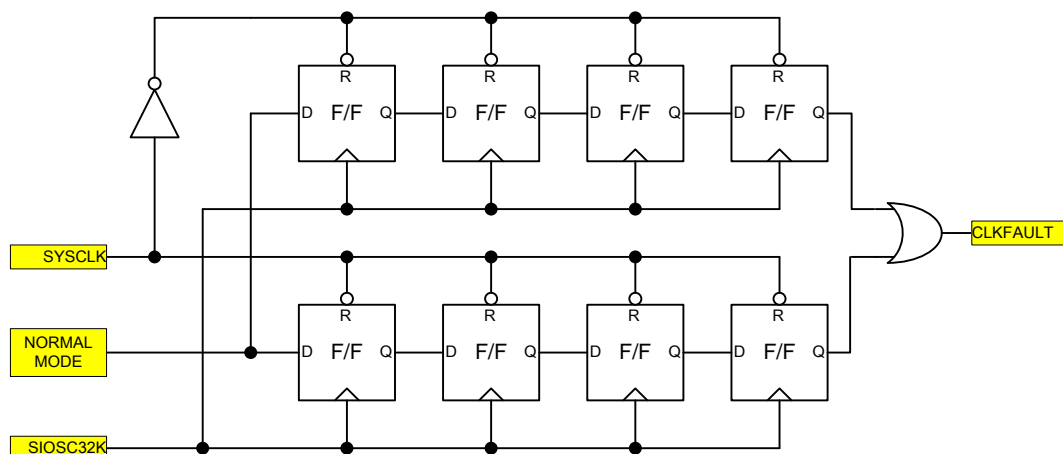 R R R R
D F/F Q D F/F Q D F/F Q D F/F Q
CLKFAULT
SYSCLK
R R R R
NORMAL
MODE
D F/F Q D F/F Q D F/F Q D F/F Q
SIOSC32K